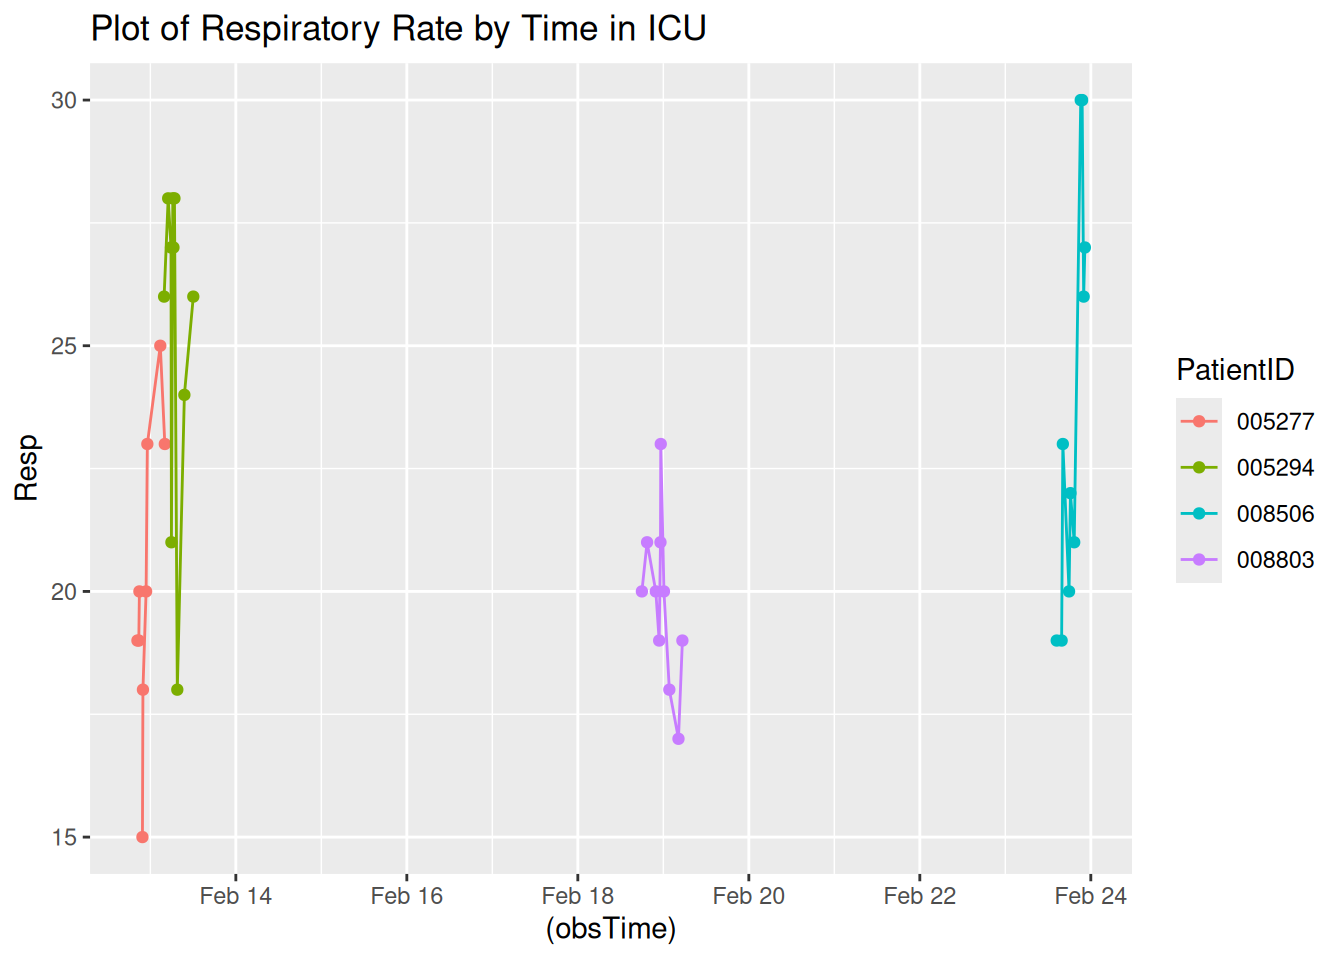 Plot of Respiratory Rate by Time in ICU
30
25
20
15
Resp
Feb 14
Feb 16
Feb 18
Feb 20
Feb 22
Feb 24
(obsTime)
PatientID
005277
005294
008506
008803